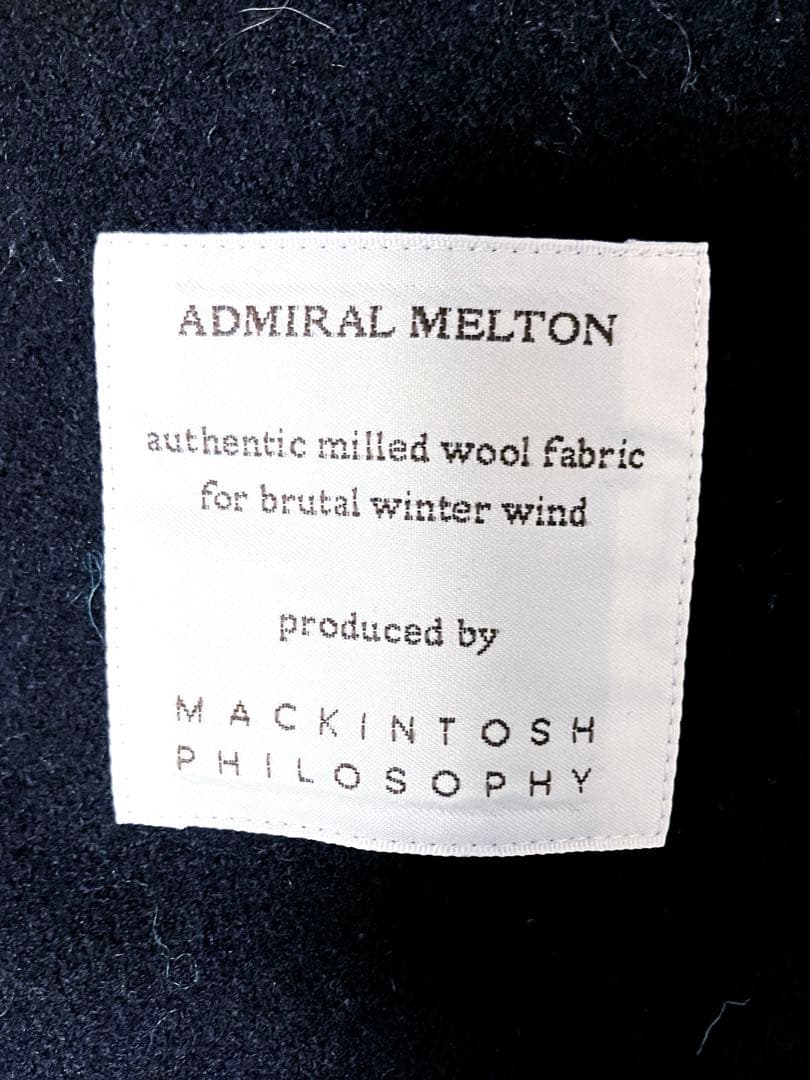 ADMIRAL MELTON
authentic milled wool fabric
for brutal winter wind
produced by
MACKINTOSH
PHILOSOPHY